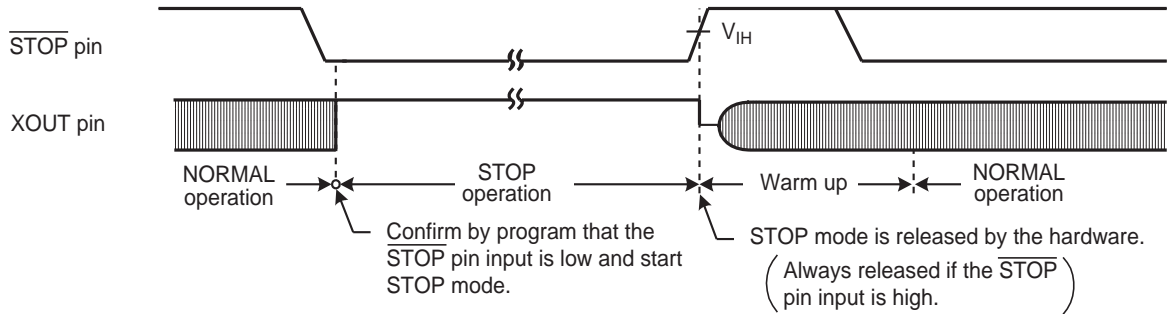 STOP pin
VIH
XOUT pin
NORMAL operation
STOP operation
Warm up
NORMAL operation
Confirm by program that the
STOP pin input is low and start
STOP mode.
STOP mode is released by the hardware.
( Always released if the STOP
pin input is high. )